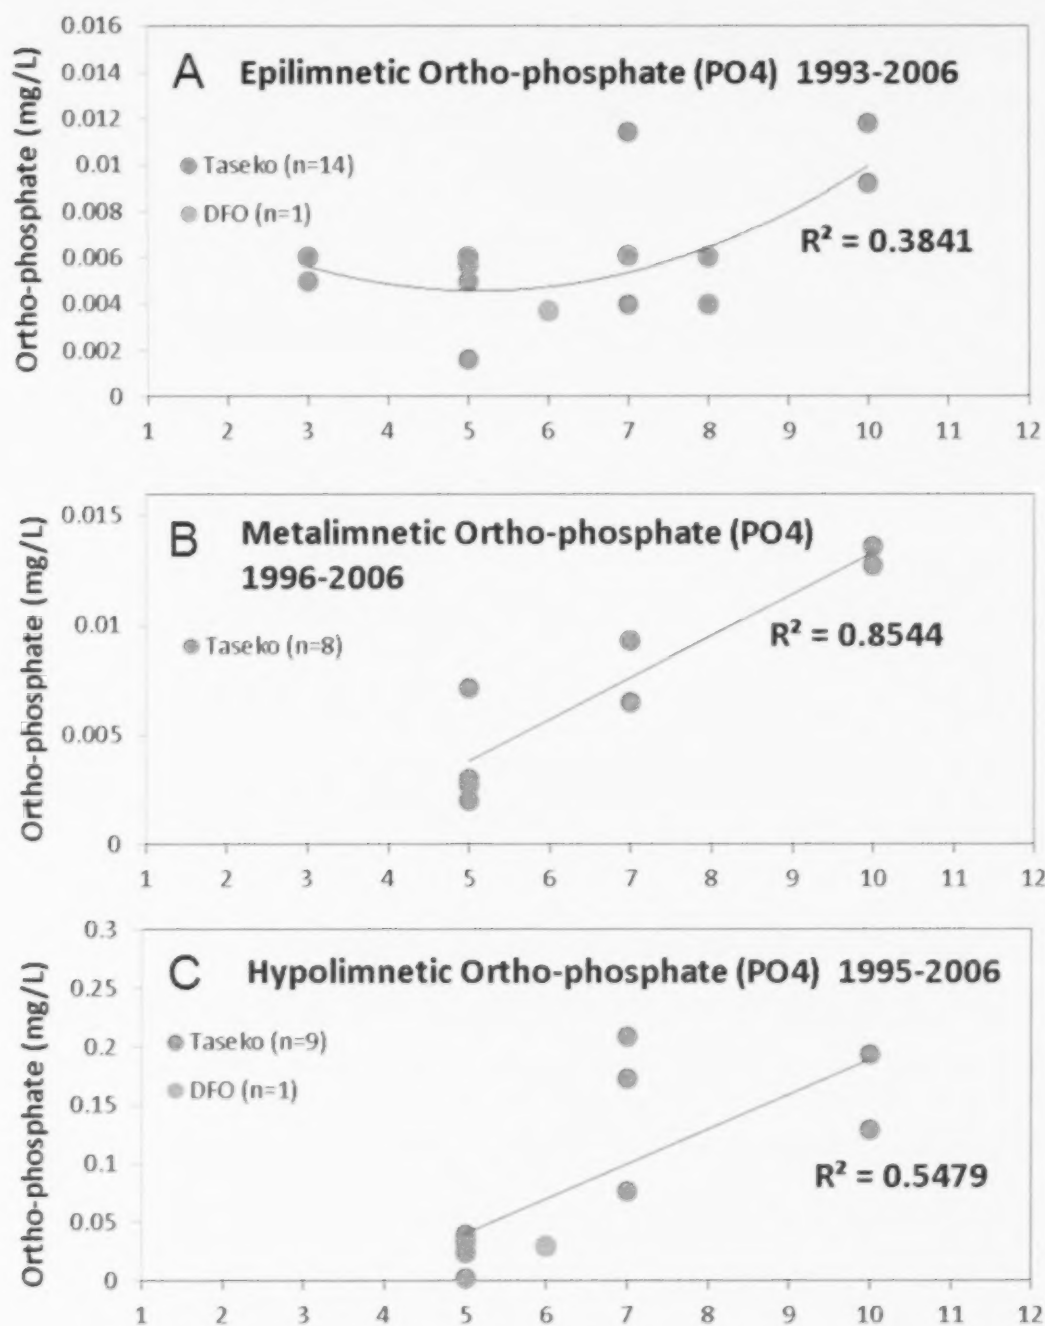 0.016
A Epilimnetic Ortho-phosphate (PO4) 1993-2006
0.014
0.012
0.01
0.008
0.006
0.004
0.002
0
Ortho-phosphate (mg/L)
Taseko (n=14)
DFO (n=1)
R² = 0.3841
1 2 3 4 5 6 7 8 9 10 11 12
B Metalimnetic Ortho-phosphate (PO4)
1996-2006
0.015
0.01
0.005
0
Ortho-phosphate (mg/L)
Taseko (n=8)
R² = 0.8544
1 2 3 4 5 6 7 8 9 10 11 12
C Hypolimnetic Ortho-phosphate (PO4) 1995-2006
0.3
0.25
0.2
0.15
0.1
0.05
0
Ortho-phosphate (mg/L)
Taseko (n=9)
DFO (n=1)
R² = 0.5479
1 2 3 4 5 6 7 8 9 10 11 12